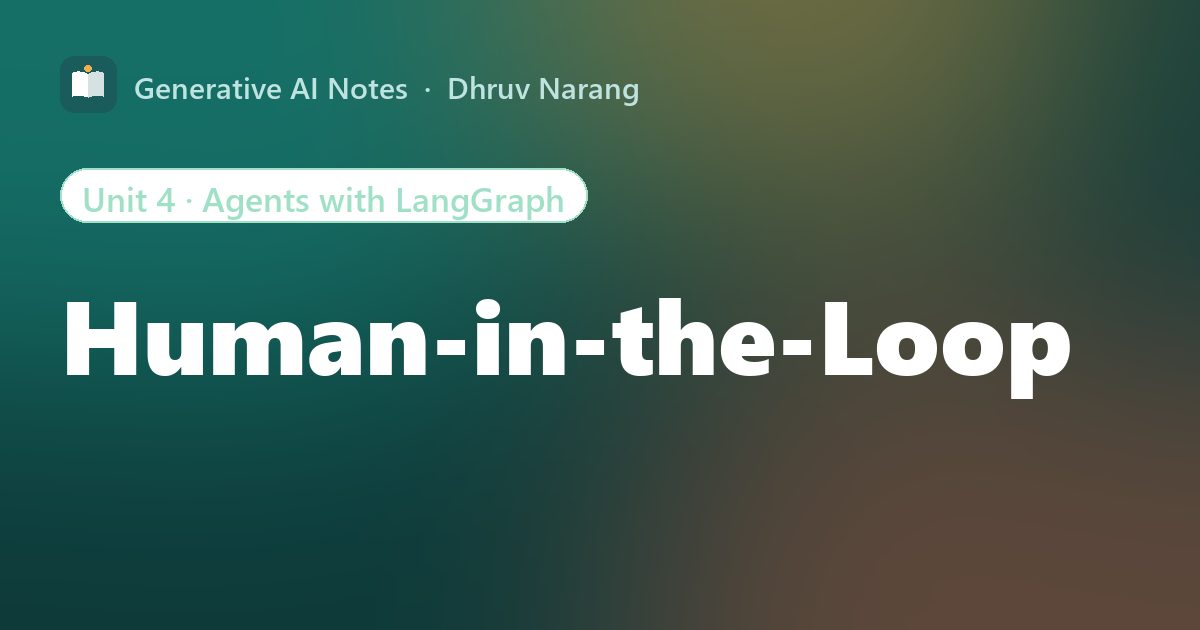 Generative AI Notes · Dhruv Narang
Unit 4 · Agents with LangGraph
Human-in-the-Loop